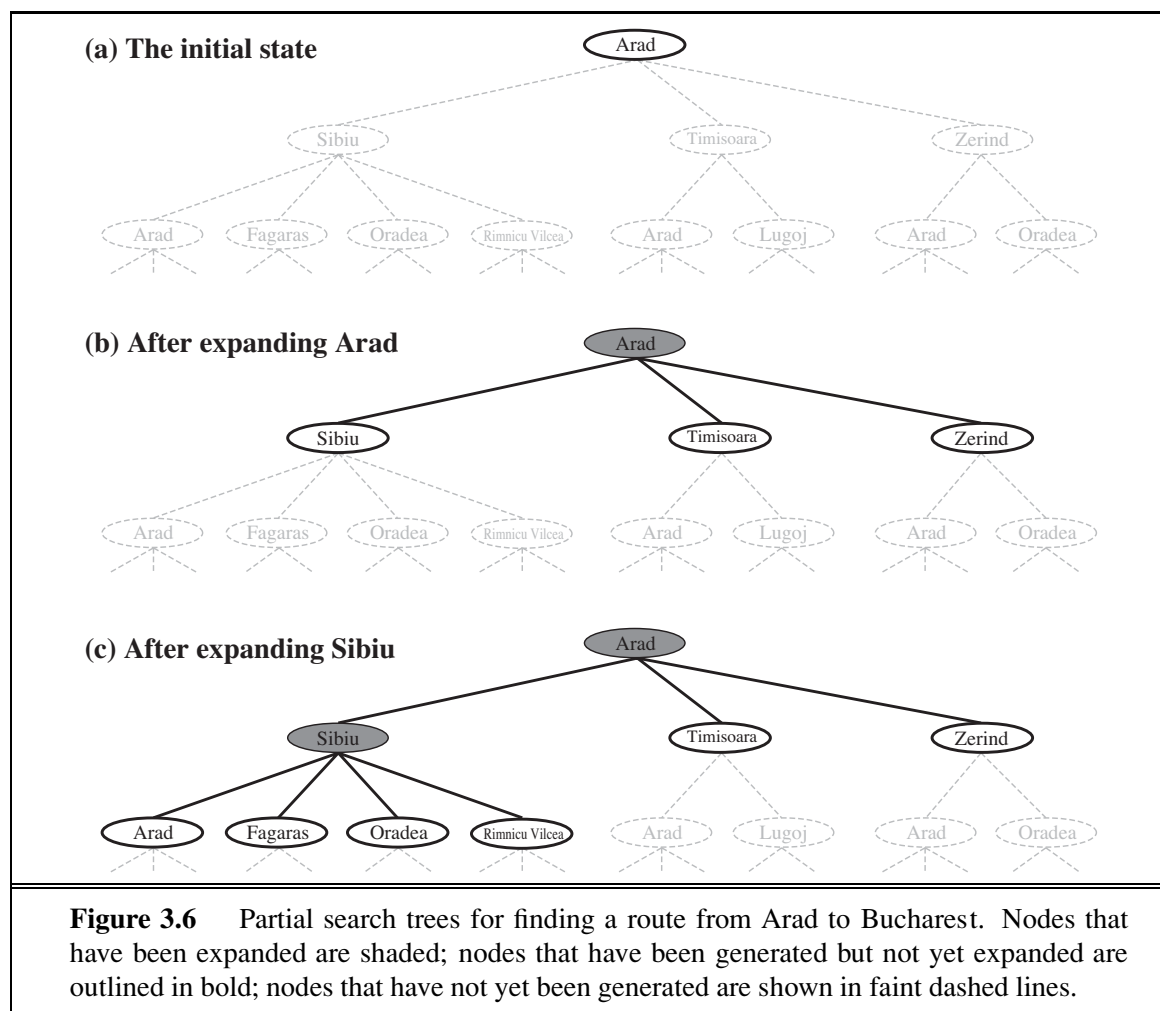 (a) The initial state
Arad
Sibiu Timisoara Zerind
Arad Fagaras Oradea Rimnicu Vilcea Arad Lugoj Arad Oradea
(b) After expanding Arad
Arad
Sibiu Timisoara Zerind
Arad Fagaras Oradea Rimnicu Vilcea Arad Lugoj Arad Oradea
(c) After expanding Sibiu
Arad
Sibiu Timisoara Zerind
Arad Fagaras Oradea Rimnicu Vilcea Arad Lugoj Arad Oradea
Figure 3.6 Partial search trees for finding a route from Arad to Bucharest. Nodes that
have been expanded are shaded; nodes that have been generated but not yet expanded are
outlined in bold; nodes that have not yet been generated are shown in faint dashed lines.